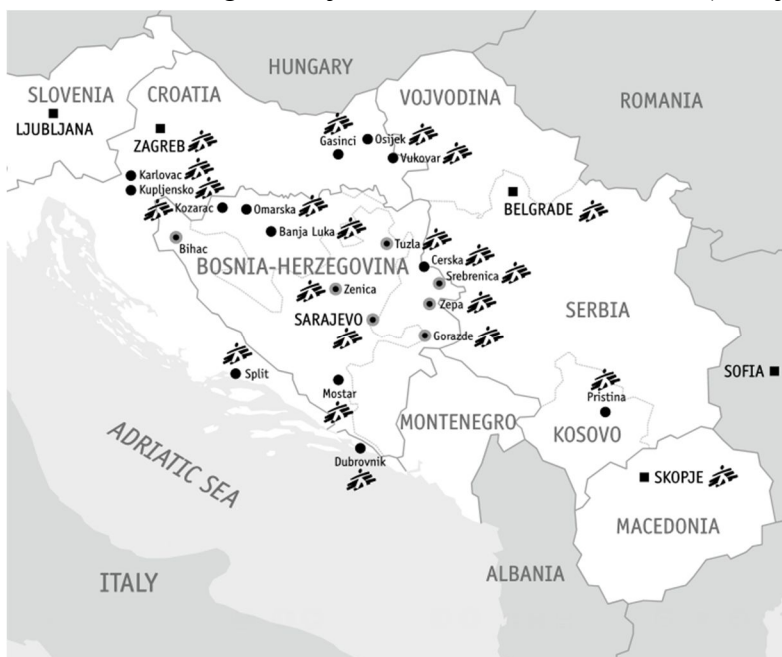 HUNGARY
SLOVENIA
CROATIA
VOJVODINA
ROMANIA
LJUBLJANA
ZAGREB
Gasinci
Osijek
Vukovar
Karlovac
Kupljensko
Kozarac
Omarska
Banja Luka
BELGRADE
Bihac
Tuzla
BOSNIA-HERZEGOVINA
Cerska
Srebrenica
Zenica
Zepa
SARAJEVO
SERBIA
Gorazde
Split
SOFIA
Mostar
Pristina
MONTENEGRO
KOSOVO
ADRIATIC SEA
Dubrovnik
SKOPJE
MACEDONIA
ITALY
ALBANIA